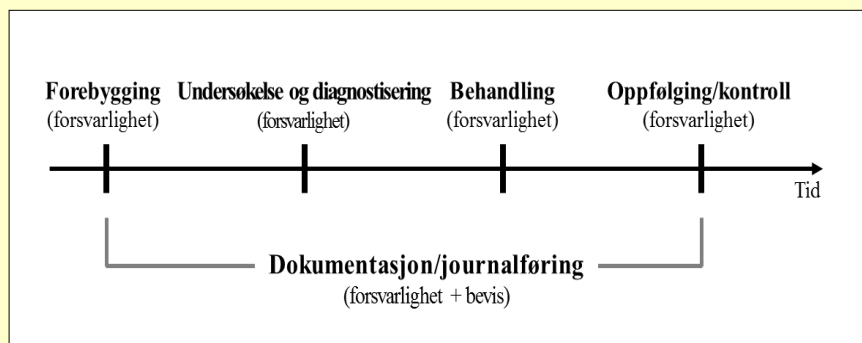 Forebygging
(forsvarlighet)
Undersøkelse og diagnostisering
(forsvarlighet)
Behandling
(forsvarlighet)
Oppfølging/kontroll
(forsvarlighet)
Tid
Dokumentasjon/journalføring
(forsvarlighet + bevis)